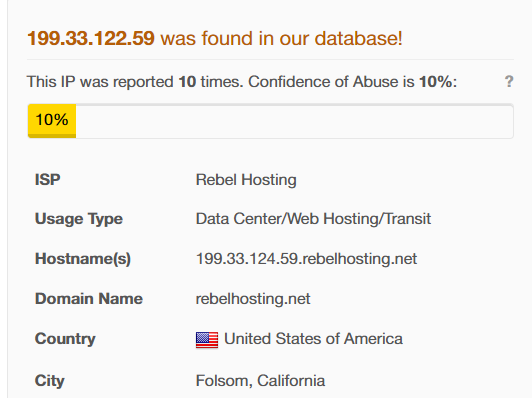 199.33.122.59 was found in our database!
This IP was reported 10 times. Confidence of Abuse is 10%: ?
10%
ISP Rebel Hosting
Usage Type Data Center/Web Hosting/Transit
Hostname(s) 199.33.124.59.rebelhosting.net
Domain Name rebelhosting.net
Country United States of America
City Folsom, California